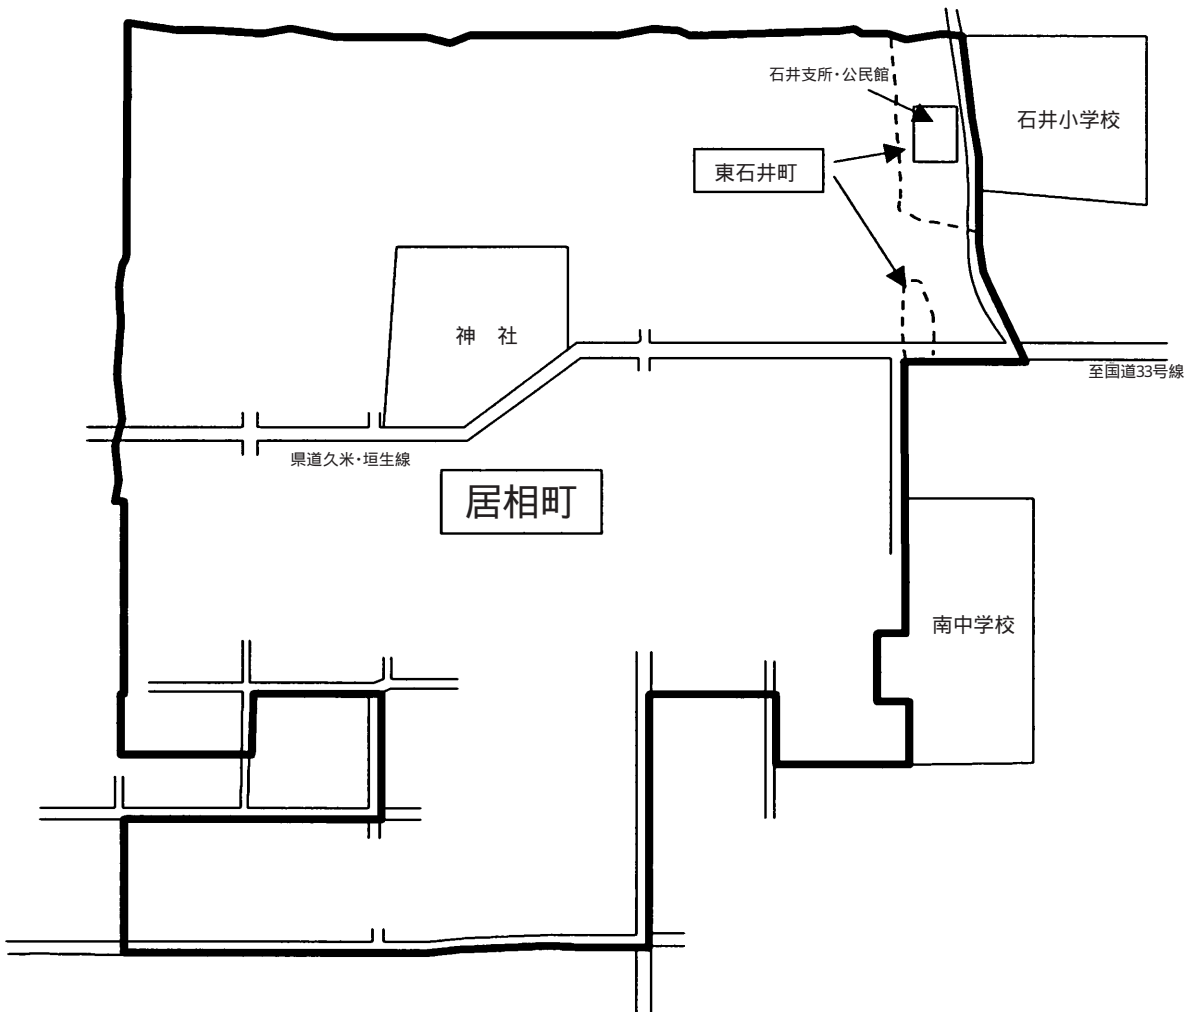 石井支所・公民館
石井小学校
東石井町
神　社
至国道33号線
県道久米・垣生線
居相町
南中学校